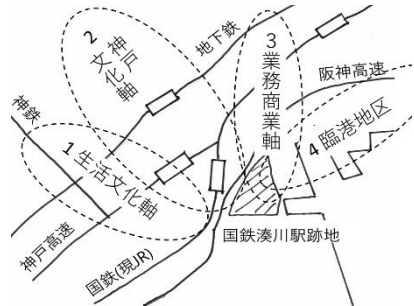 2
神戸
文化軸
地下鉄
3
業務商業軸
阪神高速
神鉄
1 生活文化軸
4 臨港地区
神戸高速
国鉄(現JR)
国鉄湊川駅跡地